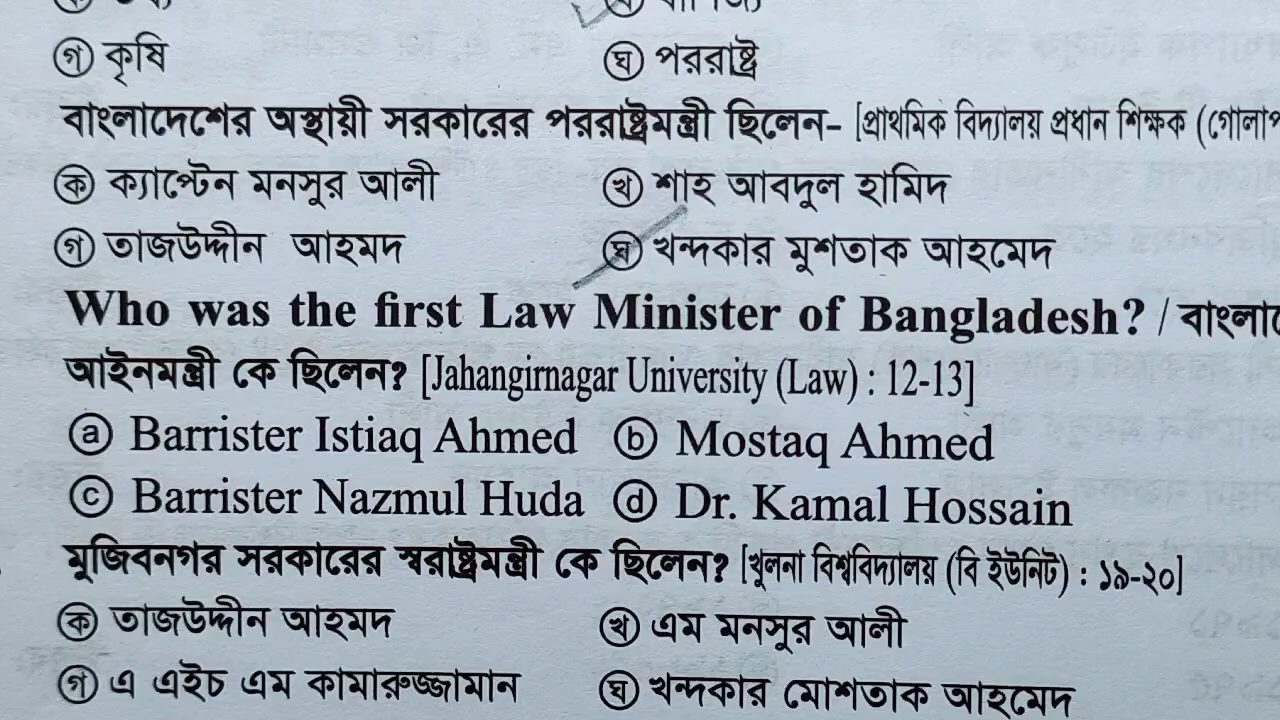 গ কৃষি ঘ পররাষ্ট্র
বাংলাদেশের অস্থায়ী সরকারের পররাষ্ট্রমন্ত্রী ছিলেন- [প্রাথমিক বিদ্যালয় প্রধান শিক্ষক
ক ক্যাপ্টেন মনসুর আলী খ শাহ আবদুল হামিদ
গ তাজউদ্দীন আহমদ ঘ খন্দকার মুশতাক আহমেদ
Who was the first Law Minister of Bangladesh? /
আইনমন্ত্রী কে ছিলেন? [Jahangirnagar University (Law) : 12-13]
a Barrister Istiaq Ahmed b Mostaq Ahmed
c Barrister Nazmul Huda d Dr. Kamal Hossain
মুজিবনগর সরকারের স্বরাষ্ট্রমন্ত্রী কে ছিলেন? [খুলনা বিশ্ববিদ্যালয় (বি ইউনিট) : ১৯-২০]
ক তাজউদ্দীন আহমদ খ এম মনসুর আলী
গ এ এইচ এম কামারুজ্জামান ঘ খন্দকার মোশতাক আহমেদ